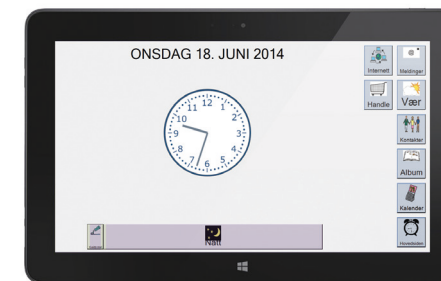 ONSDAG 18. JUNI 2014
Internett
Meldinger
Handle
Vær
Kontakter
Album
Kalender
Hovedsiden
Natt
12
1
2
3
4
5
6
7
8
9
10
11